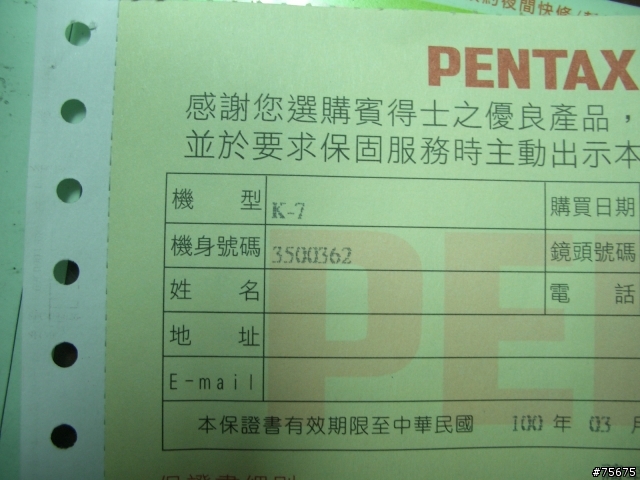 PENTAX
感謝您選購賓得士之優良產品，
並於要求保固服務時主動出示本
機 型 K-7 購買日期
機身號碼 3500362 鏡頭號碼
姓 名 電 話
地 址
E-mail
本保證書有效期限至中華民國 100 年 03 月
#75675